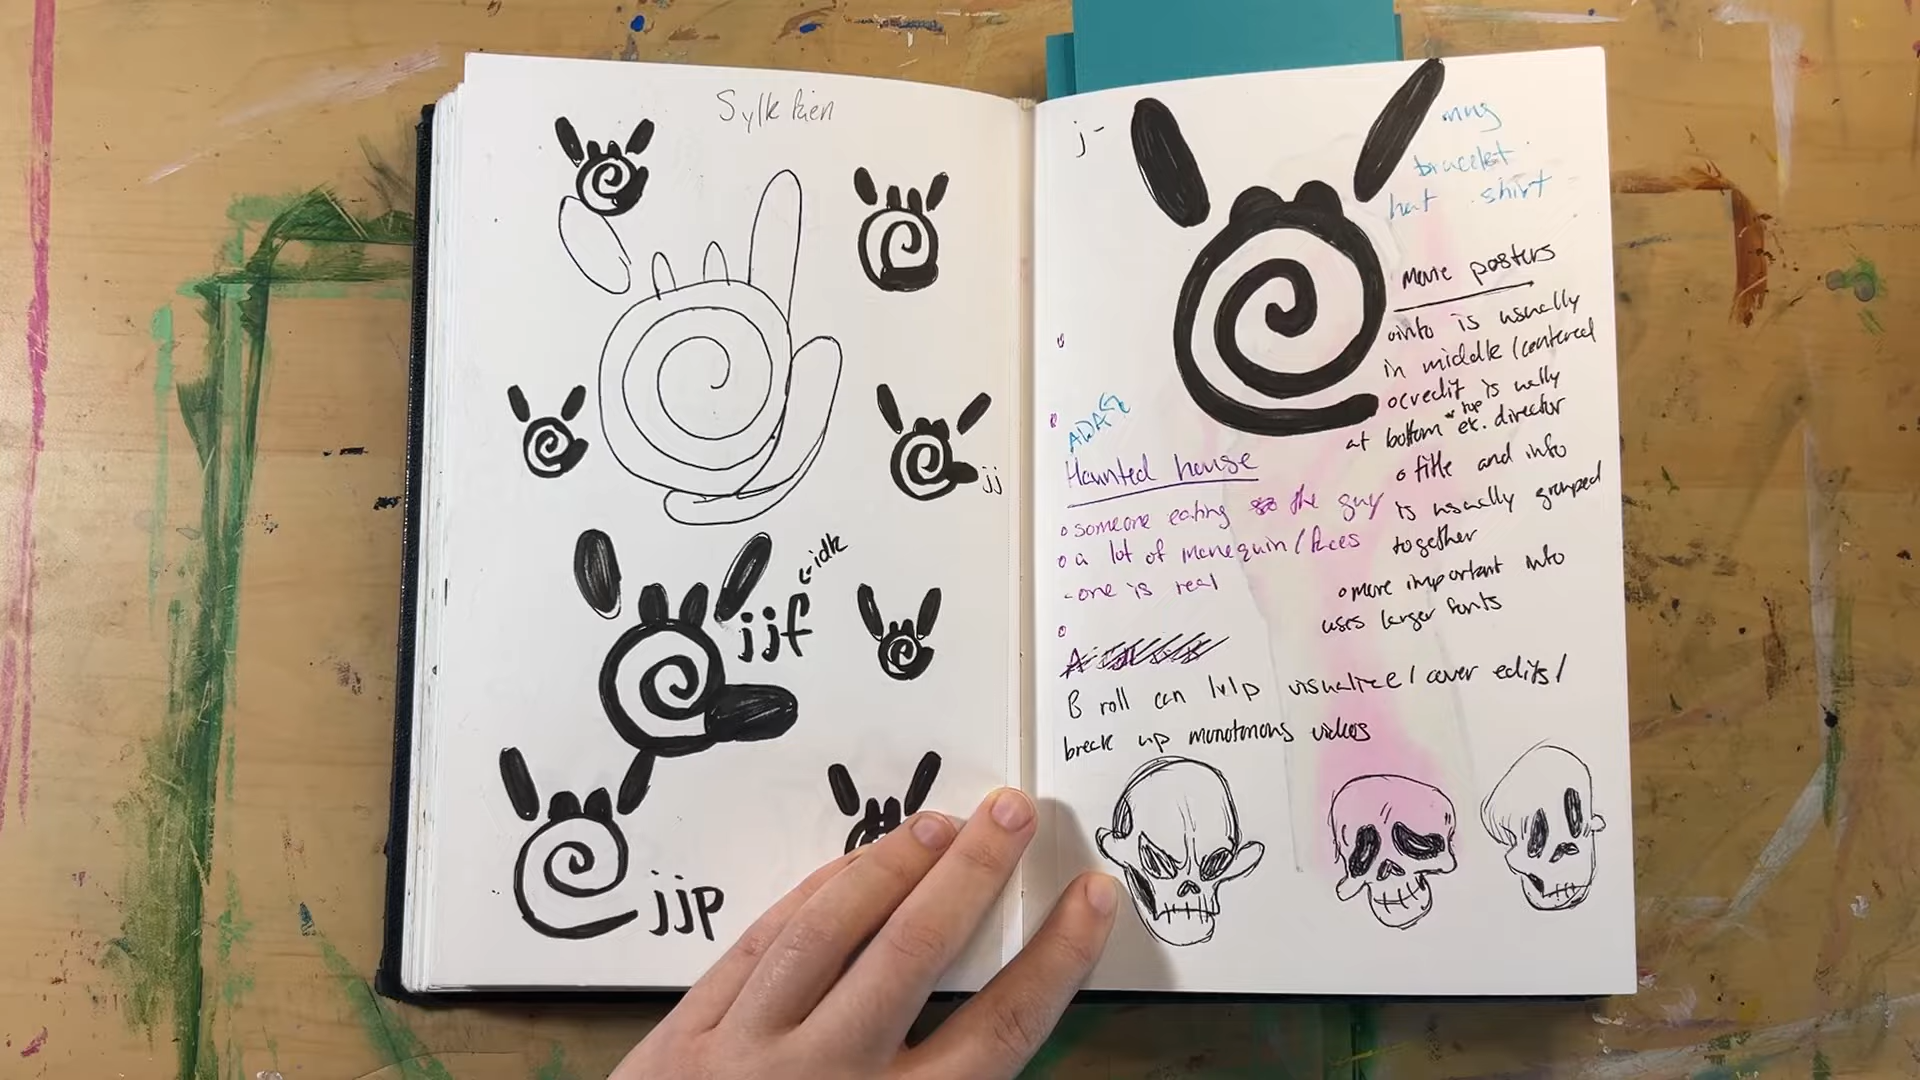 jj
idk
jjf
jjp
j-
mug
bracelet
hat shirt
movie posters
o info is usually
in middle / centered
o credit is usually
at bottom * top
ex. director
o title and info
is usually grouped
together
o more important info
uses larger fonts
Haunted house
o someone eating the guy
o a lot of manequin / faces
- one is real
B roll can help visualize / cover edits /
break up monotonous videos